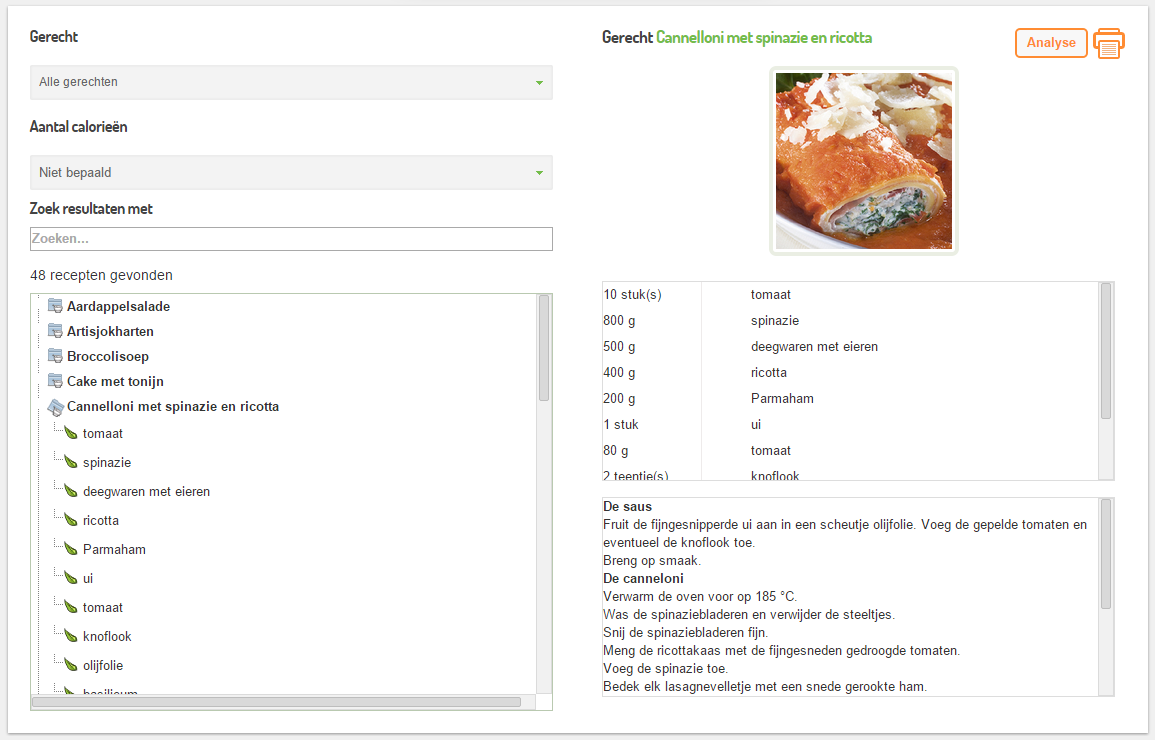 Gerecht
Alle gerechten
Aantal calorieën
Niet bepaald
Zoek resultaten met
Zoeken...
48 recepten gevonden
Aardappelsalade
Artisjokharten
Broccolisoep
Cake met tonijn
Cannelloni met spinazie en ricotta
tomaat
spinazie
deegwaren met eieren
ricotta
Parmaham
ui
tomaat
knoflook
olijfolie
basilicum
Gerecht Cannelloni met spinazie en ricotta
Analyse
10 stuk(s) tomaat
800 g spinazie
500 g deegwaren met eieren
400 g ricotta
200 g Parmaham
1 stuk ui
80 g tomaat
2 teentje(s) knoflook
De saus
Fruit de fijngesnipperde ui aan in een scheutje olijfolie. Voeg de gepelde tomaten en
eventueel de knoflook toe.
Breng op smaak.
De canneloni
Verwarm de oven voor op 185 °C.
Was de spinaziebladeren en verwijder de steeltjes.
Snij de spinaziebladeren fijn.
Meng de ricottakaas met de fijngesneden gedroogde tomaten.
Voeg de spinazie toe.
Bedek elk lasagnevelletje met een snede gerookte ham.